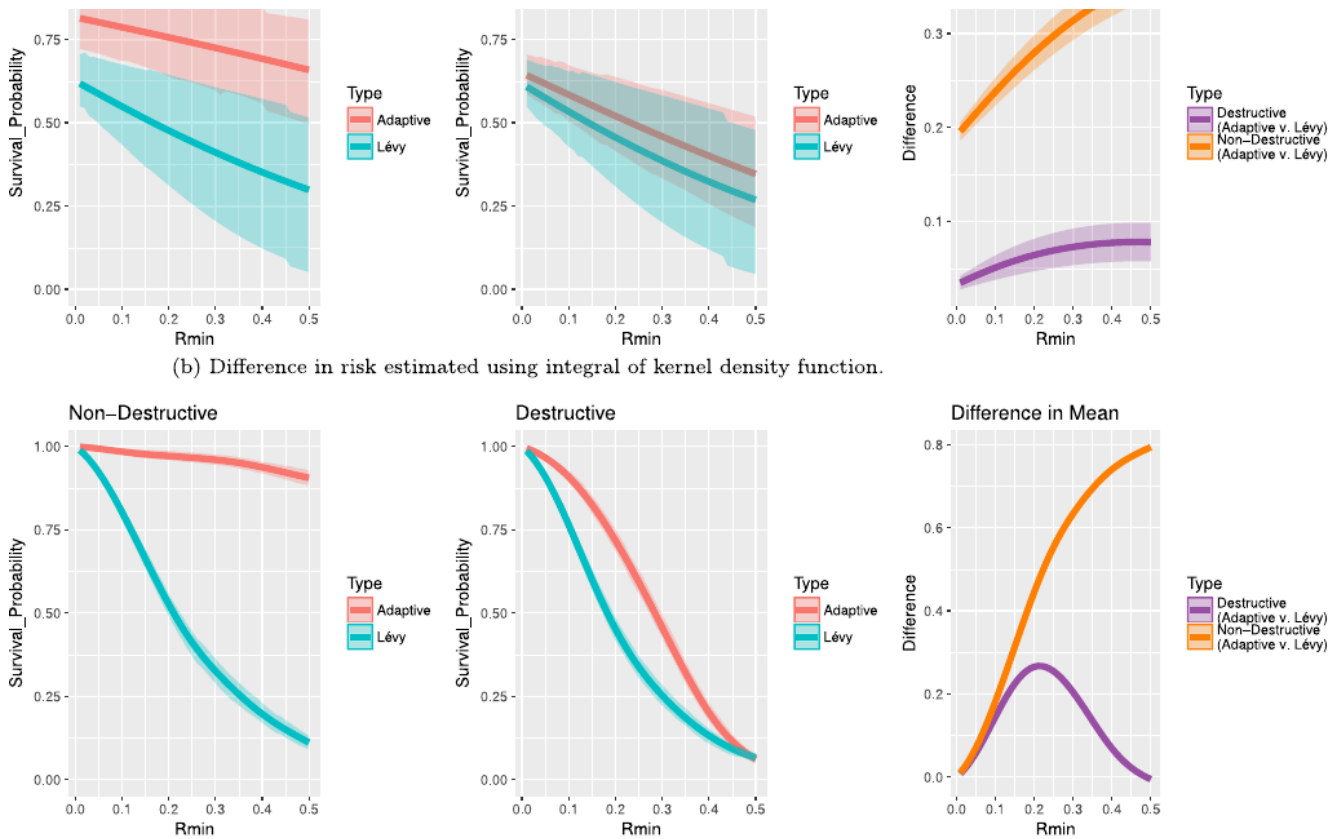 0.75
0.50
0.25
0.00
Survival_Probability
0.0 0.1 0.2 0.3 0.4 0.5
Rmin
Type
Adaptive
Lévy
0.75
0.50
0.25
0.00
Survival_Probability
0.0 0.1 0.2 0.3 0.4 0.5
Rmin
Type
Adaptive
Lévy
0.3
0.2
0.1
Difference
0.0 0.1 0.2 0.3 0.4 0.5
Rmin
Type
Destructive
(Adaptive v. Lévy)
Non−Destructive
(Adaptive v. Lévy)
(b) Difference in risk estimated using integral of kernel density function.
Non−Destructive
1.00
0.75
0.50
0.25
0.00
Survival_Probability
0.0 0.1 0.2 0.3 0.4 0.5
Rmin
Type
Adaptive
Lévy
Destructive
1.00
0.75
0.50
0.25
0.00
Survival_Probability
0.0 0.1 0.2 0.3 0.4 0.5
Rmin
Type
Adaptive
Lévy
Difference in Mean
0.8
0.6
0.4
0.2
0.0
Difference
0.0 0.1 0.2 0.3 0.4 0.5
Rmin
Type
Destructive
(Adaptive v. Lévy)
Non−Destructive
(Adaptive v. Lévy)